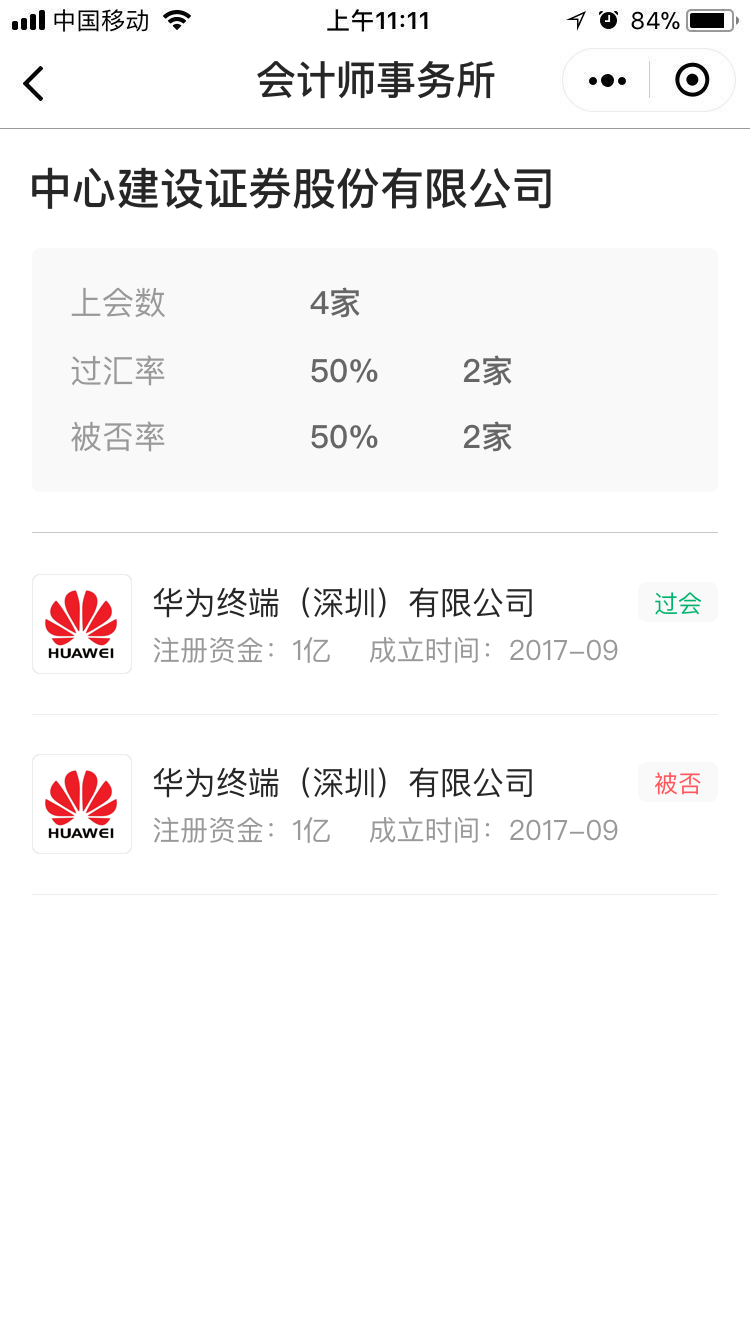 中国移动 上午11:11 84%
会计师事务所
中心建设证券股份有限公司
上会数 4家
过汇率 50% 2家
被否率 50% 2家
华为终端（深圳）有限公司 过会
HUAWEI 注册资金：1亿 成立时间：2017-09
华为终端（深圳）有限公司 被否
HUAWEI 注册资金：1亿 成立时间：2017-09